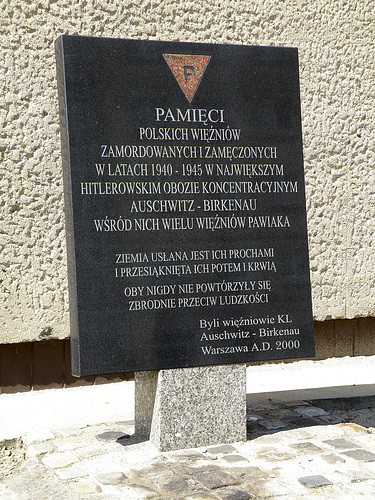 P
PAMIĘCI
POLSKICH WIĘŹNIÓW
ZAMORDOWANYCH I ZAMĘCZONYCH
W LATACH 1940 - 1945 W NAJWIĘKSZYM
HITLEROWSKIM OBOZIE KONCENTRACYJNYM
AUSCHWITZ - BIRKENAU
WŚRÓD NICH WIELU WIĘŹNIÓW PAWIAKA
ZIEMIA USŁANA JEST ICH PROCHAMI
I PRZESIĄKNIĘTA ICH POTEM I KRWIĄ
OBY NIGDY NIE POWTÓRZYŁY SIĘ
ZBRODNIE PRZECIW LUDZKOŚCI
Byli więźniowie KL
Auschwitz - Birkenau
Warszawa A.D. 2000